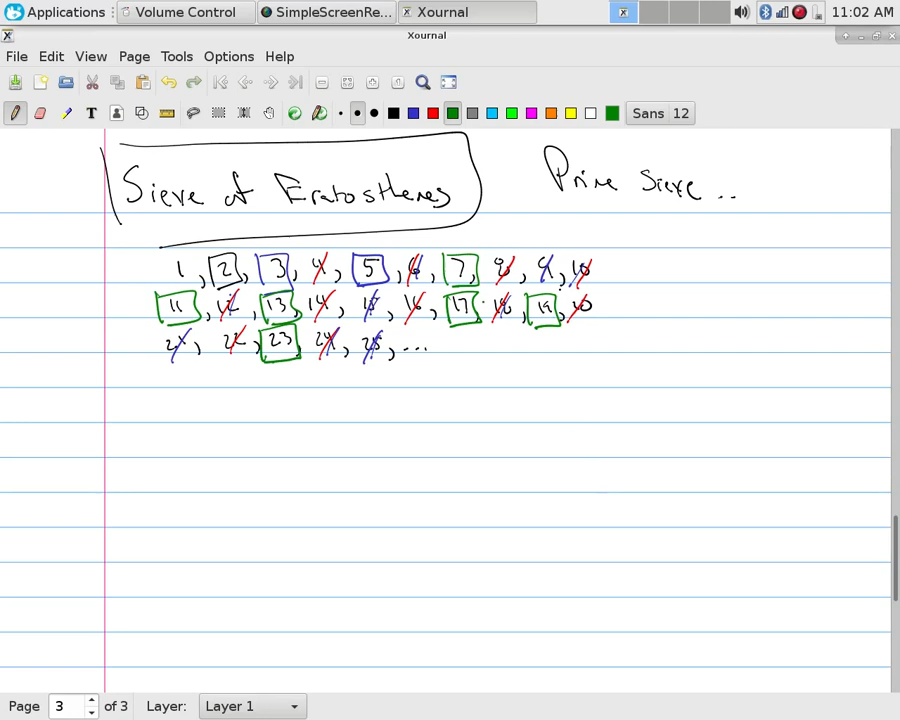 Applications Volume Control SimpleScreenRe... Xournal 11:02 AM
Xournal
File Edit View Page Tools Options Help
Sans 12
Sieve of Eratosthenes
Prime Sieve ..
1, 2, 3, 4, 5, 6, 7, 8, 9, 10
11, 12, 13, 14, 15, 16, 17, 18, 19, 20
21, 22, 23, 24, 25, ...
Page 3 of 3 Layer: Layer 1